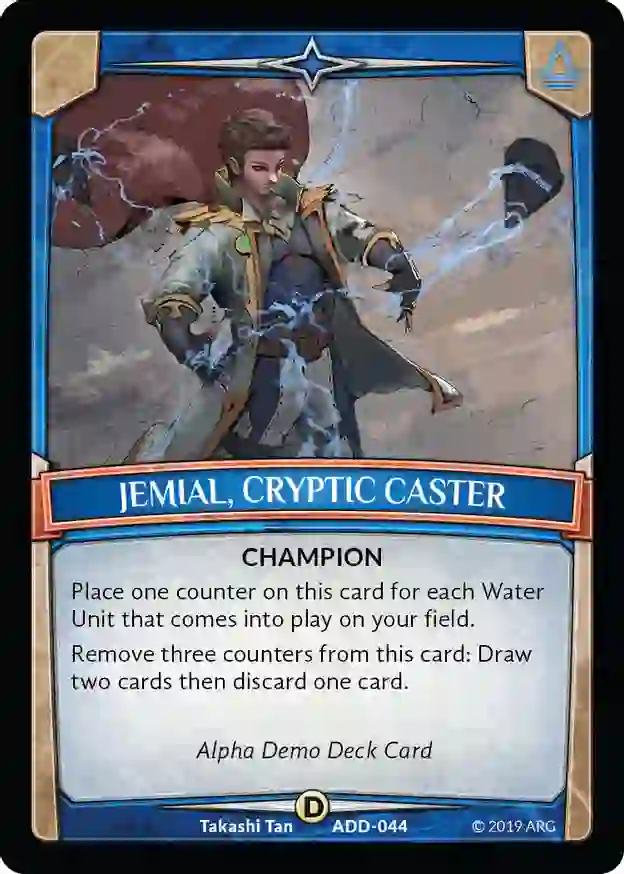 JEMIAL, CRYPTIC CASTER
CHAMPION
Place one counter on this card for each Water
Unit that comes into play on your field.
Remove three counters from this card: Draw
two cards then discard one card.
Alpha Demo Deck Card
D
Takashi Tan ADD-044 © 2019 ARG